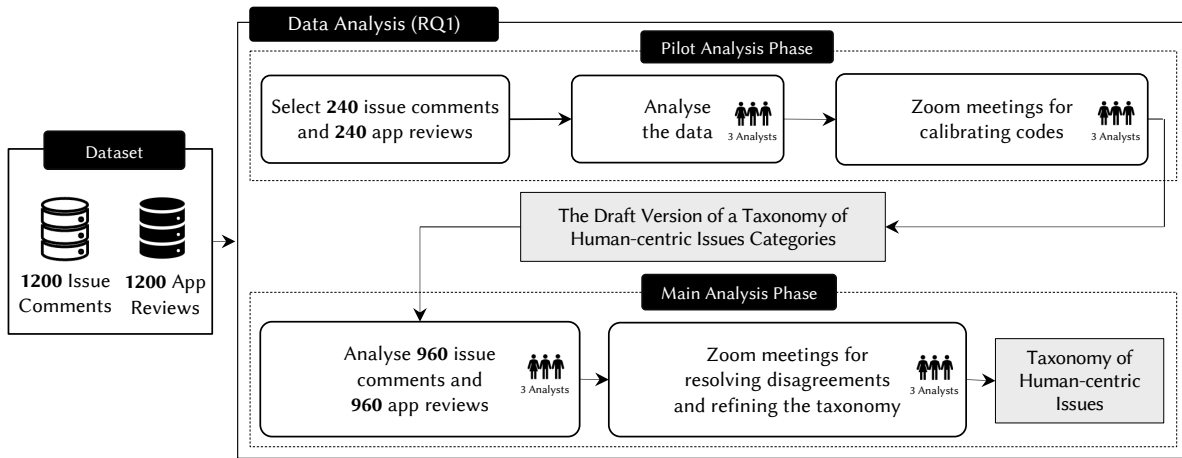 Data Analysis (RQ1)
Pilot Analysis Phase
Select 240 issue comments
and 240 app reviews
Analyse
the data
3 Analysts
Zoom meetings for
calibrating codes
3 Analysts
Dataset
1200 Issue
Comments
1200 App
Reviews
The Draft Version of a Taxonomy of
Human-centric Issues Categories
Main Analysis Phase
Analyse 960 issue
comments and
960 app reviews
3 Analysts
Zoom meetings for
resolving disagreements
and refining the taxonomy
3 Analysts
Taxonomy of
Human-centric
Issues